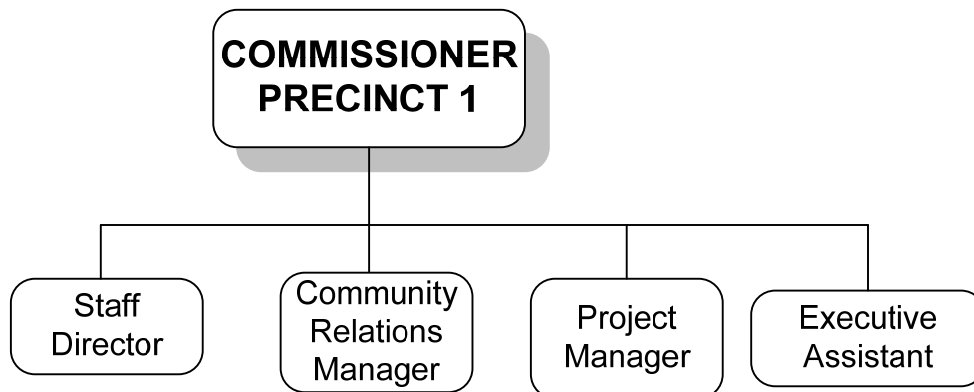 COMMISSIONER
PRECINCT 1
Staff
Director
Community
Relations
Manager
Project
Manager
Executive
Assistant